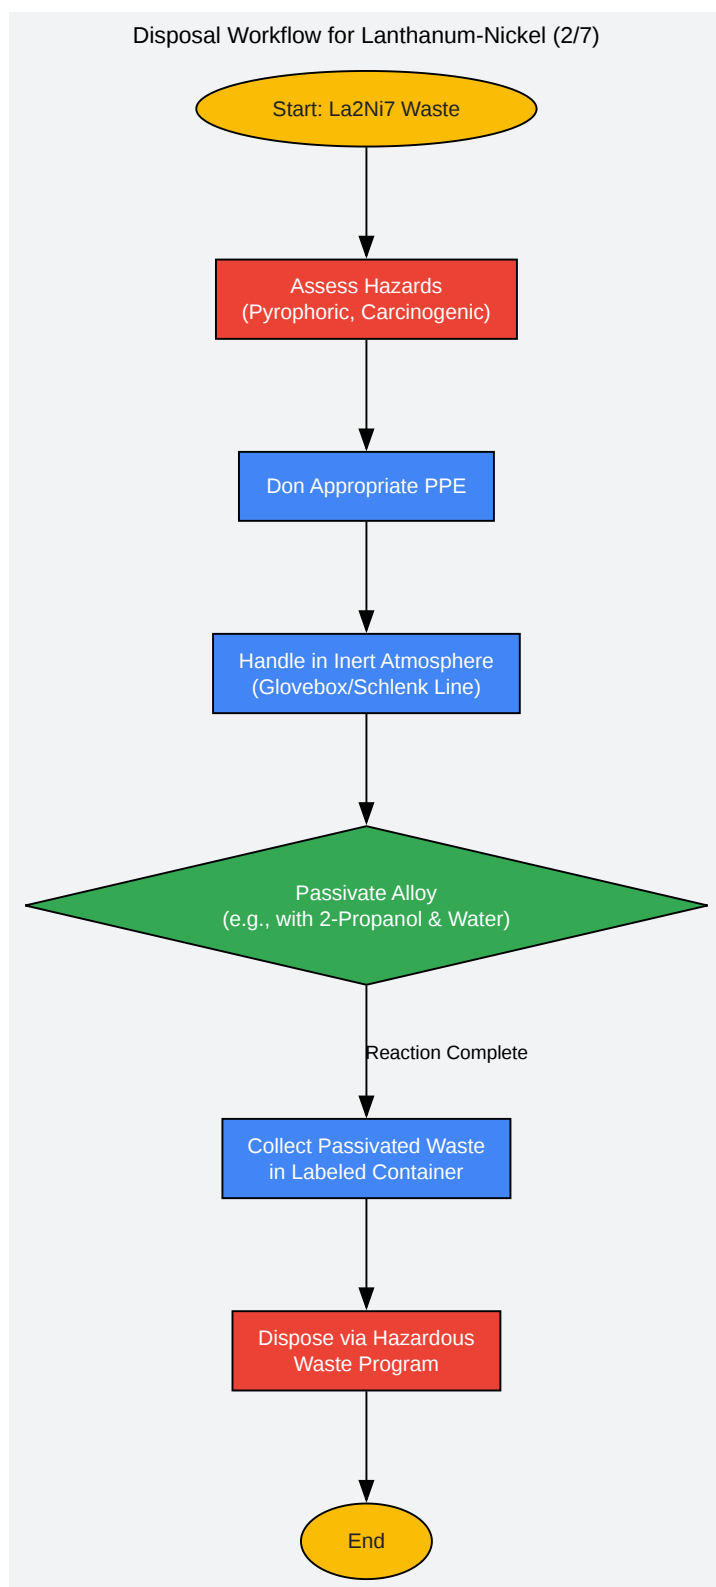 Disposal Workflow for Lanthanum-Nickel (2/7)
Start: La2Ni7 Waste
Assess Hazards
(Pyrophoric, Carcinogenic)
Don Appropriate PPE
Handle in Inert Atmosphere
(Glovebox/Schlenk Line)
Passivate Alloy
(e.g., with 2-Propanol & Water)
Reaction Complete
Collect Passivated Waste
in Labeled Container
Dispose via Hazardous
Waste Program
End